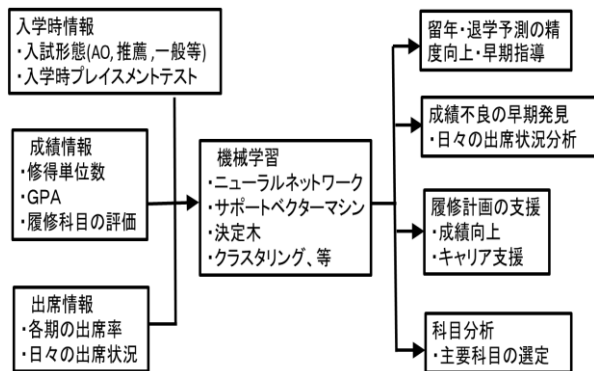 入学時情報
・入試形態(AO,推薦,一般等)
・入学時プレイスメントテスト
成績情報
・修得単位数
・GPA
・履修科目の評価
出席情報
・各期の出席率
・日々の出席状況
機械学習
・ニューラルネットワーク
・サポートベクターマシン
・決定木
・クラスタリング、等
留年・退学予測の精
度向上・早期指導
成績不良の早期発見
・日々の出席状況分析
履修計画の支援
・成績向上
・キャリア支援
科目分析
・主要科目の選定